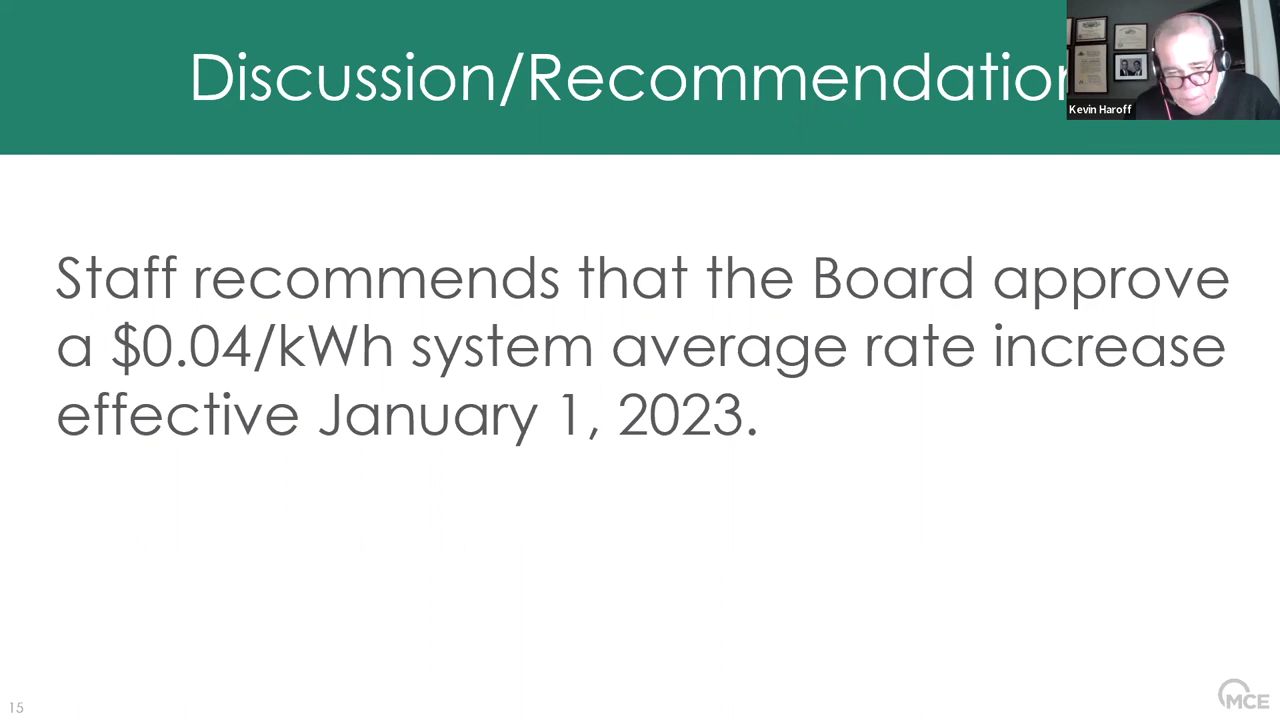 Discussion/Recommendation
Kevin Haroff
Staff recommends that the Board approve
a $0.04/kWh system average rate increase
effective January 1, 2023.
15
MCE